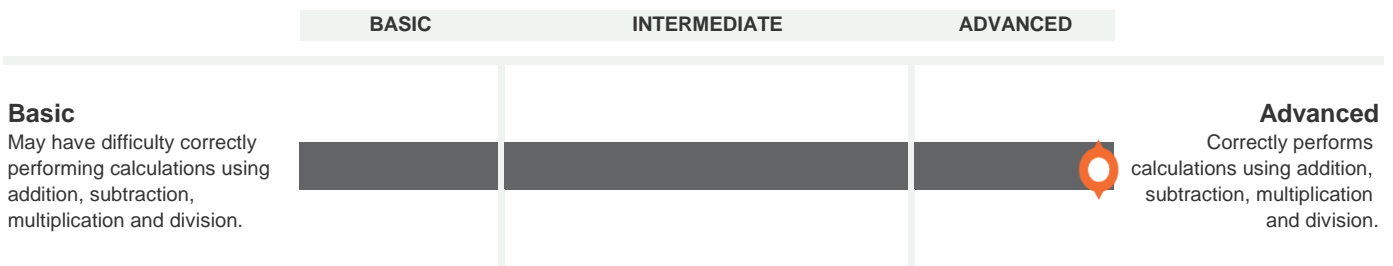 BASIC INTERMEDIATE ADVANCED
Basic
May have difficulty correctly
performing calculations using
addition, subtraction,
multiplication and division.
Advanced
Correctly performs
calculations using addition,
subtraction, multiplication
and division.